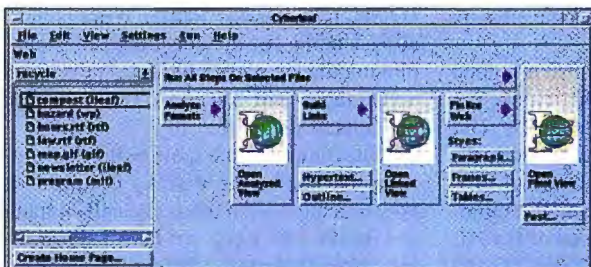 Cyberleaf
File Edit View Settings Run Help
Web
recycle
compost (ileaf)
hazard (wp)
hours.rtf (rtf)
law.rtf (rtf)
map.gif (gif)
newsletter (ileaf)
program (mif)
Create Home Page...
Run All Steps On Selected Files
Analyze Formats
Open Analyzed View
Build Links
Hypertext...
Outline...
Open Linked View
Finalize Web
Styles:
Paragraph...
Frames...
Tables...
Open Final View